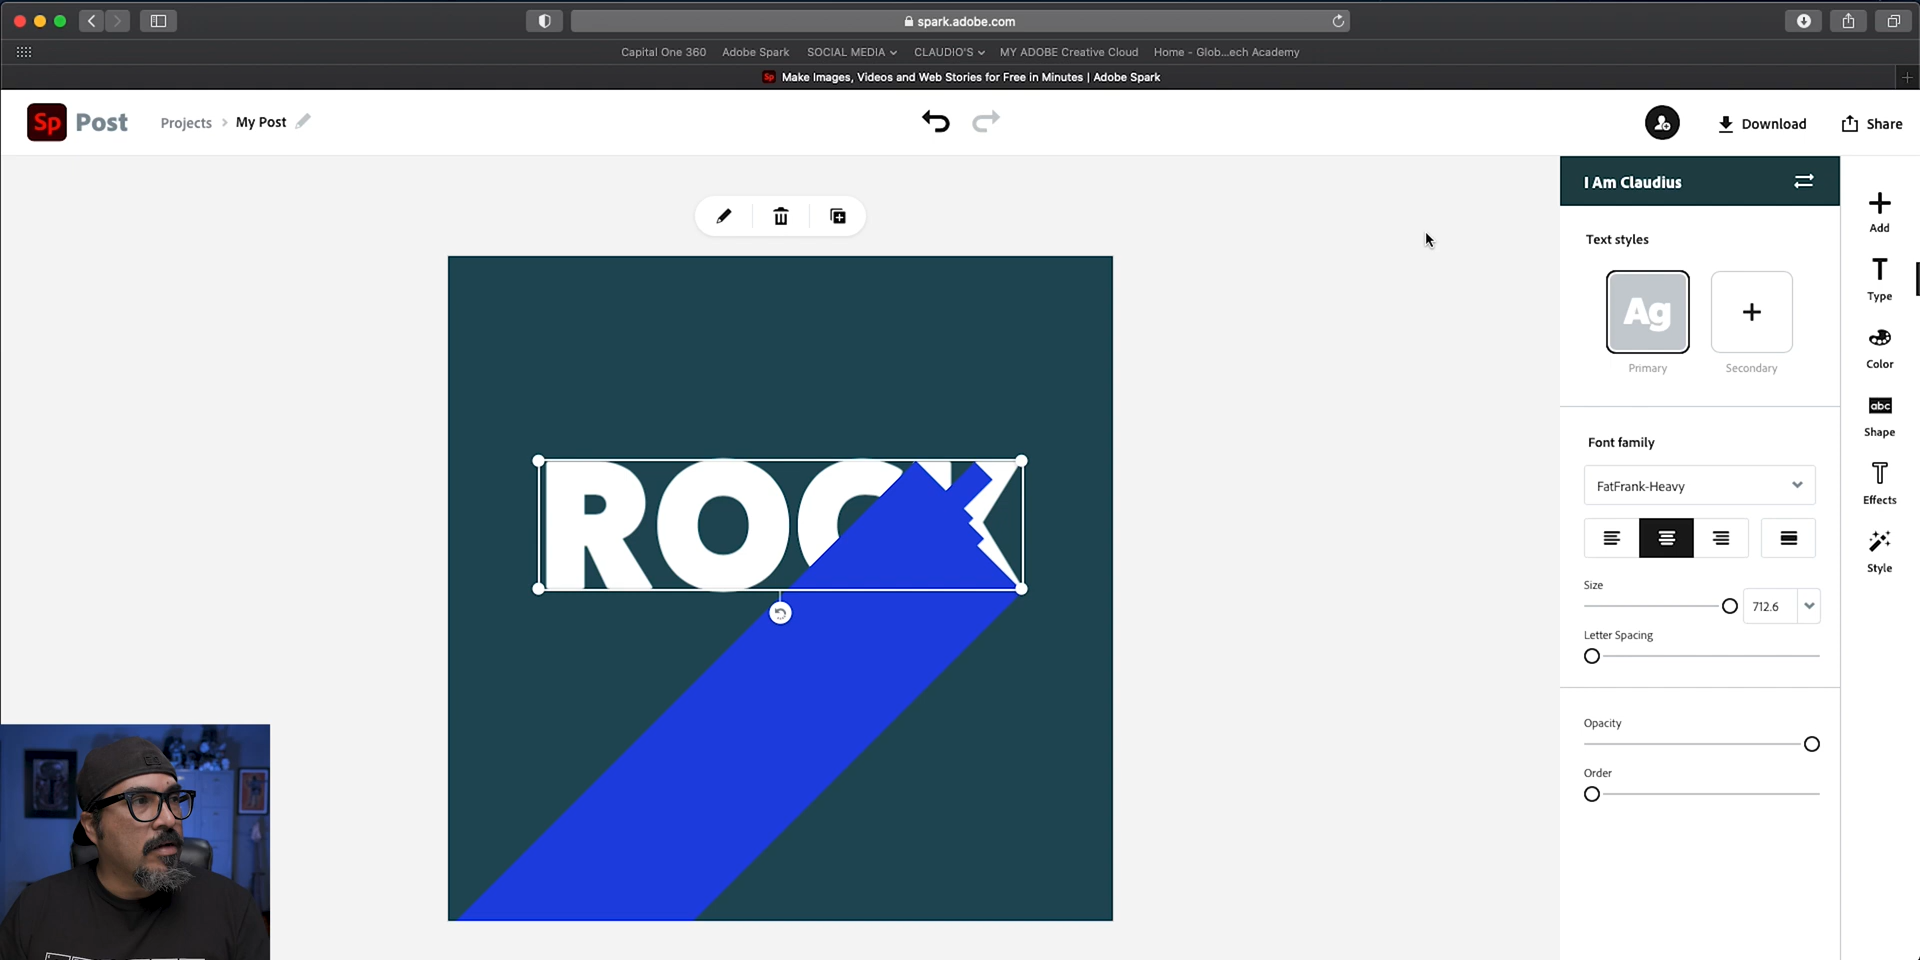 spark.adobe.com
Capital One 360 Adobe Spark SOCIAL MEDIA CLAUDIO'S MY ADOBE Creative Cloud Home - Glob...ech Academy
Sp Make Images, Videos and Web Stories for Free in Minutes | Adobe Spark
Sp Post Projects > My Post Download Share
I Am Claudius
Text styles
Ag
Primary
Secondary
Font family
FatFrank-Heavy
Size
712.6
Letter Spacing
Opacity
Order
Add
Type
Color
abc
Shape
Effects
Style
ROCK